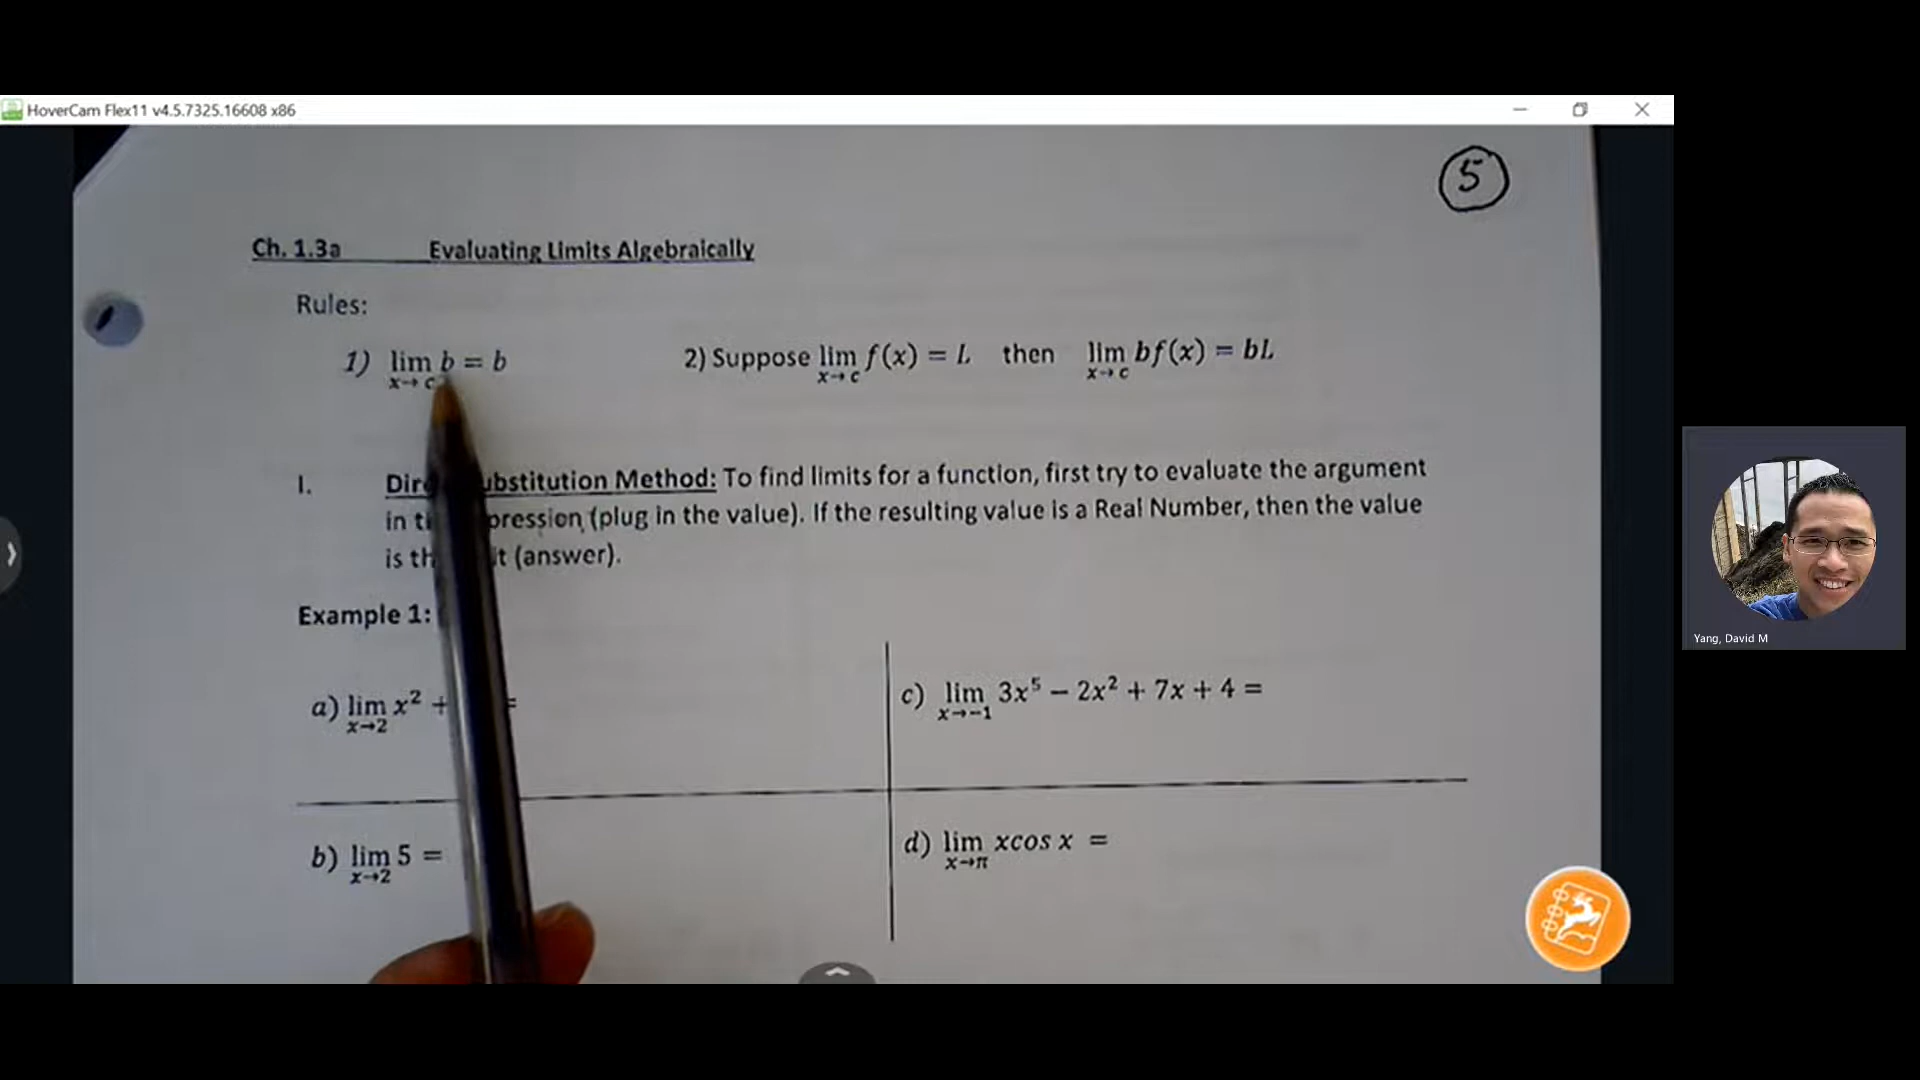 HoverCam Flex11 v4.5.7325.16608 x86
5
Ch. 1.3a Evaluating Limits Algebraically
Rules:
1) lim b = b 2) Suppose lim f(x) = L then lim bf(x) = bL
x→c x→c x→c
I. Substitution Method: To find limits for a function, first try to evaluate the argument
in (plug in the value). If the resulting value is a Real Number, then the value
is (answer).
Example 1:
a) lim x² + = c) lim 3x⁵ − 2x² + 7x + 4 =
x→2 x→−1
b) lim 5 = d) lim xcos x =
x→2 x→π
Yang, David M